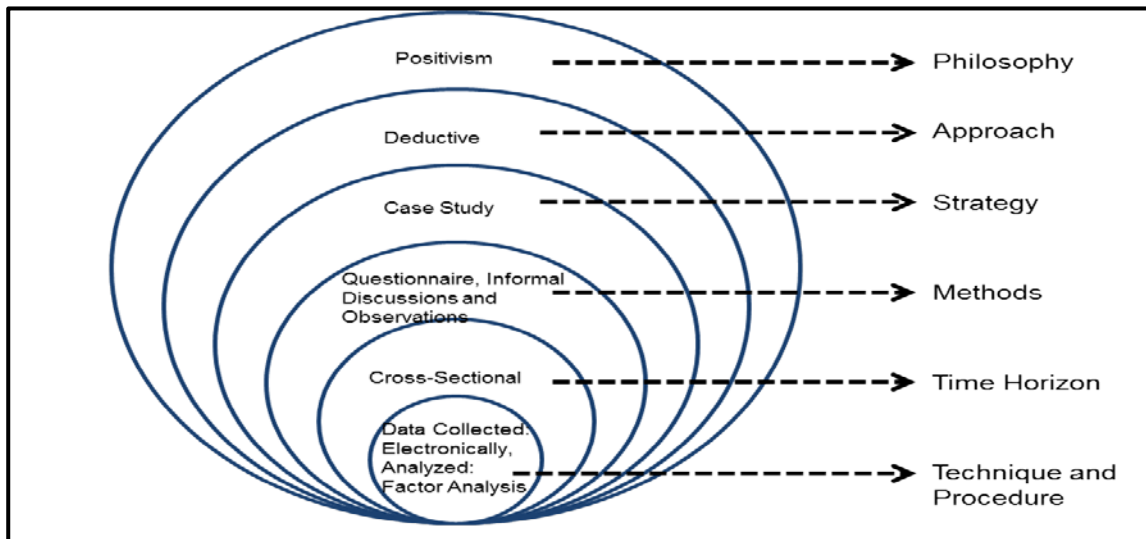 Positivism
Philosophy
Deductive
Approach
Case Study
Strategy
Questionnaire, Informal
Discussions and
Observations
Methods
Cross-Sectional
Time Horizon
Data Collected:
Electronically,
Analyzed:
Factor Analysis
Technique and
Procedure